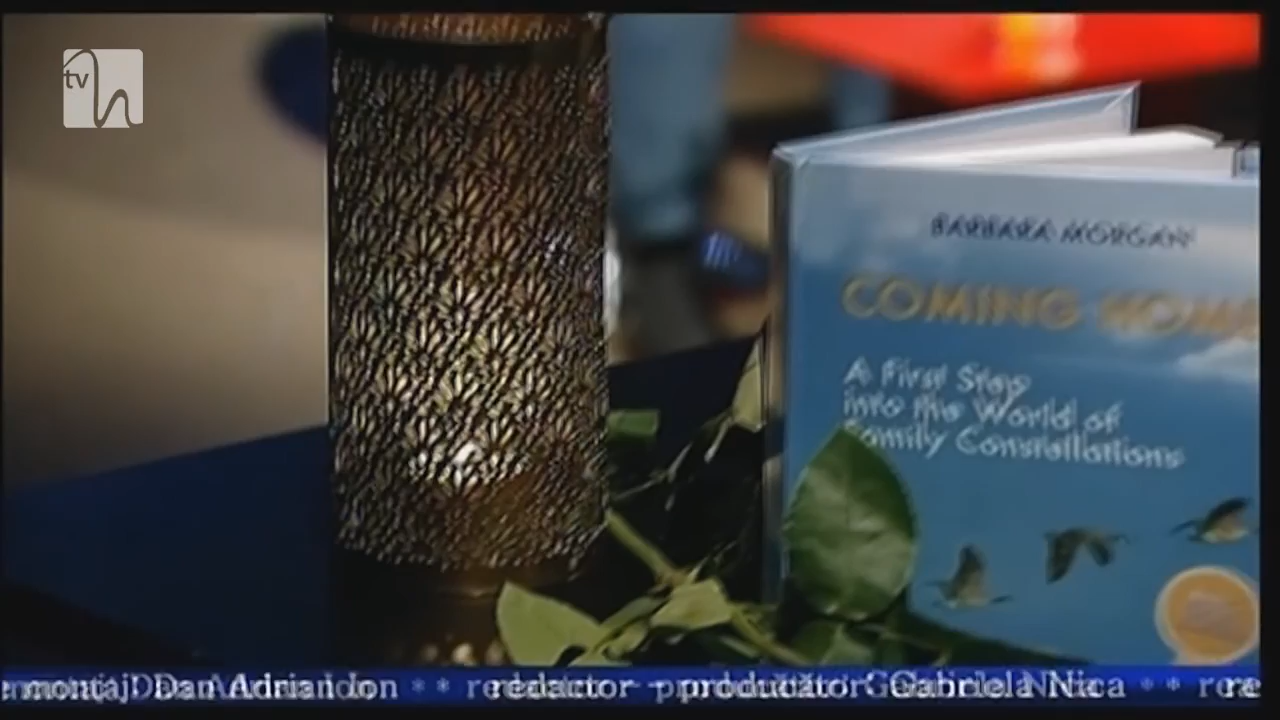 tv h
BARBARA MORGAN
COMING HOME
A First Step
into the World of
Family Constellations
montaj: Dan Adrian Ion ** redactor - producător: Gabriela Nica **